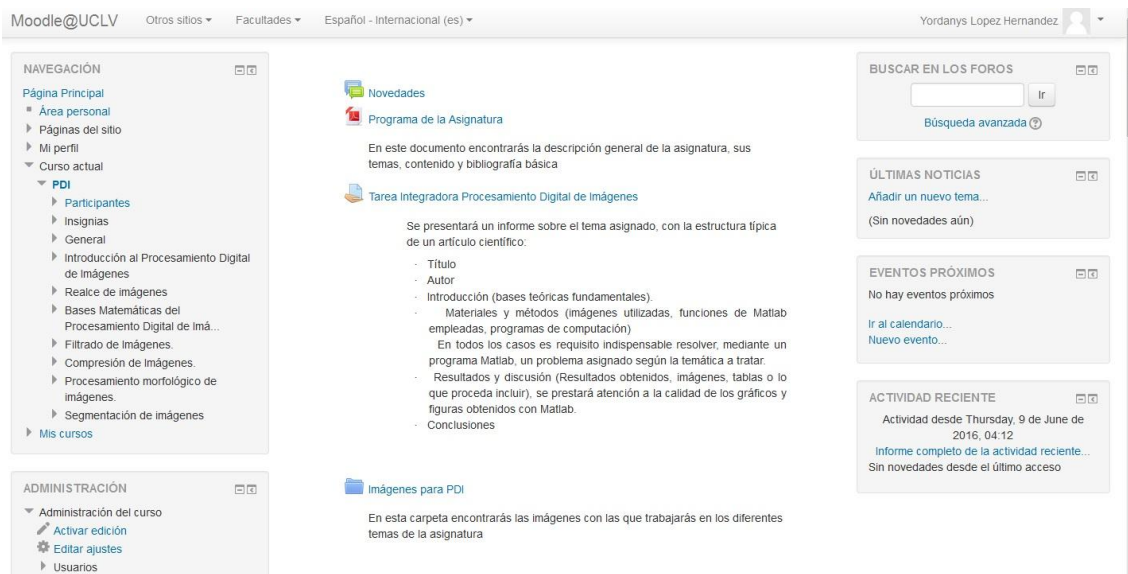 Moodle@UCLV Otros sitios Facultades Español - Internacional (es) Yordanys Lopez Hernandez
NAVEGACIÓN
Página Principal
Área personal
Páginas del sitio
Mi perfil
Curso actual
PDI
Participantes
Insignias
General
Introducción al Procesamiento Digital
de Imágenes
Realce de imágenes
Bases Matemáticas del
Procesamiento Digital de Imá...
Filtrado de Imágenes.
Compresión de Imágenes.
Procesamiento morfológico de
imágenes.
Segmentación de imágenes
Mis cursos
ADMINISTRACIÓN
Administración del curso
Activar edición
Editar ajustes
Usuarios
Novedades
Programa de la Asignatura
En este documento encontrarás la descripción general de la asignatura, sus
temas, contenido y bibliografía básica
Tarea Integradora Procesamiento Digital de Imágenes
Se presentará un informe sobre el tema asignado, con la estructura típica
de un artículo científico:
· Título
· Autor
· Introducción (bases teóricas fundamentales).
· Materiales y métodos (imágenes utilizadas, funciones de Matlab
empleadas, programas de computación)
En todos los casos es requisito indispensable resolver, mediante un
programa Matlab, un problema asignado según la temática a tratar.
· Resultados y discusión (Resultados obtenidos, imágenes, tablas o lo
que proceda incluir), se prestará atención a la calidad de los gráficos y
figuras obtenidos con Matlab.
· Conclusiones
Imágenes para PDI
En esta carpeta encontrarás las imágenes con las que trabajarás en los diferentes
temas de la asignatura
BUSCAR EN LOS FOROS
Ir
Búsqueda avanzada
ÚLTIMAS NOTICIAS
Añadir un nuevo tema...
(Sin novedades aún)
EVENTOS PRÓXIMOS
No hay eventos próximos
Ir al calendario...
Nuevo evento...
ACTIVIDAD RECIENTE
Actividad desde Thursday, 9 de June de
2016, 04:12
Informe completo de la actividad reciente...
Sin novedades desde el último acceso